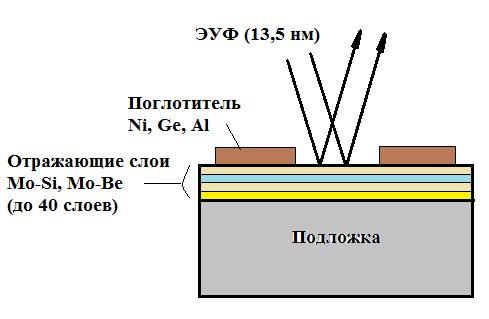 ЭУФ (13,5 нм)
Поглотитель
Ni, Ge, Al
Отражающие слои
Mo-Si, Mo-Be
(до 40 слоев)
Подложка